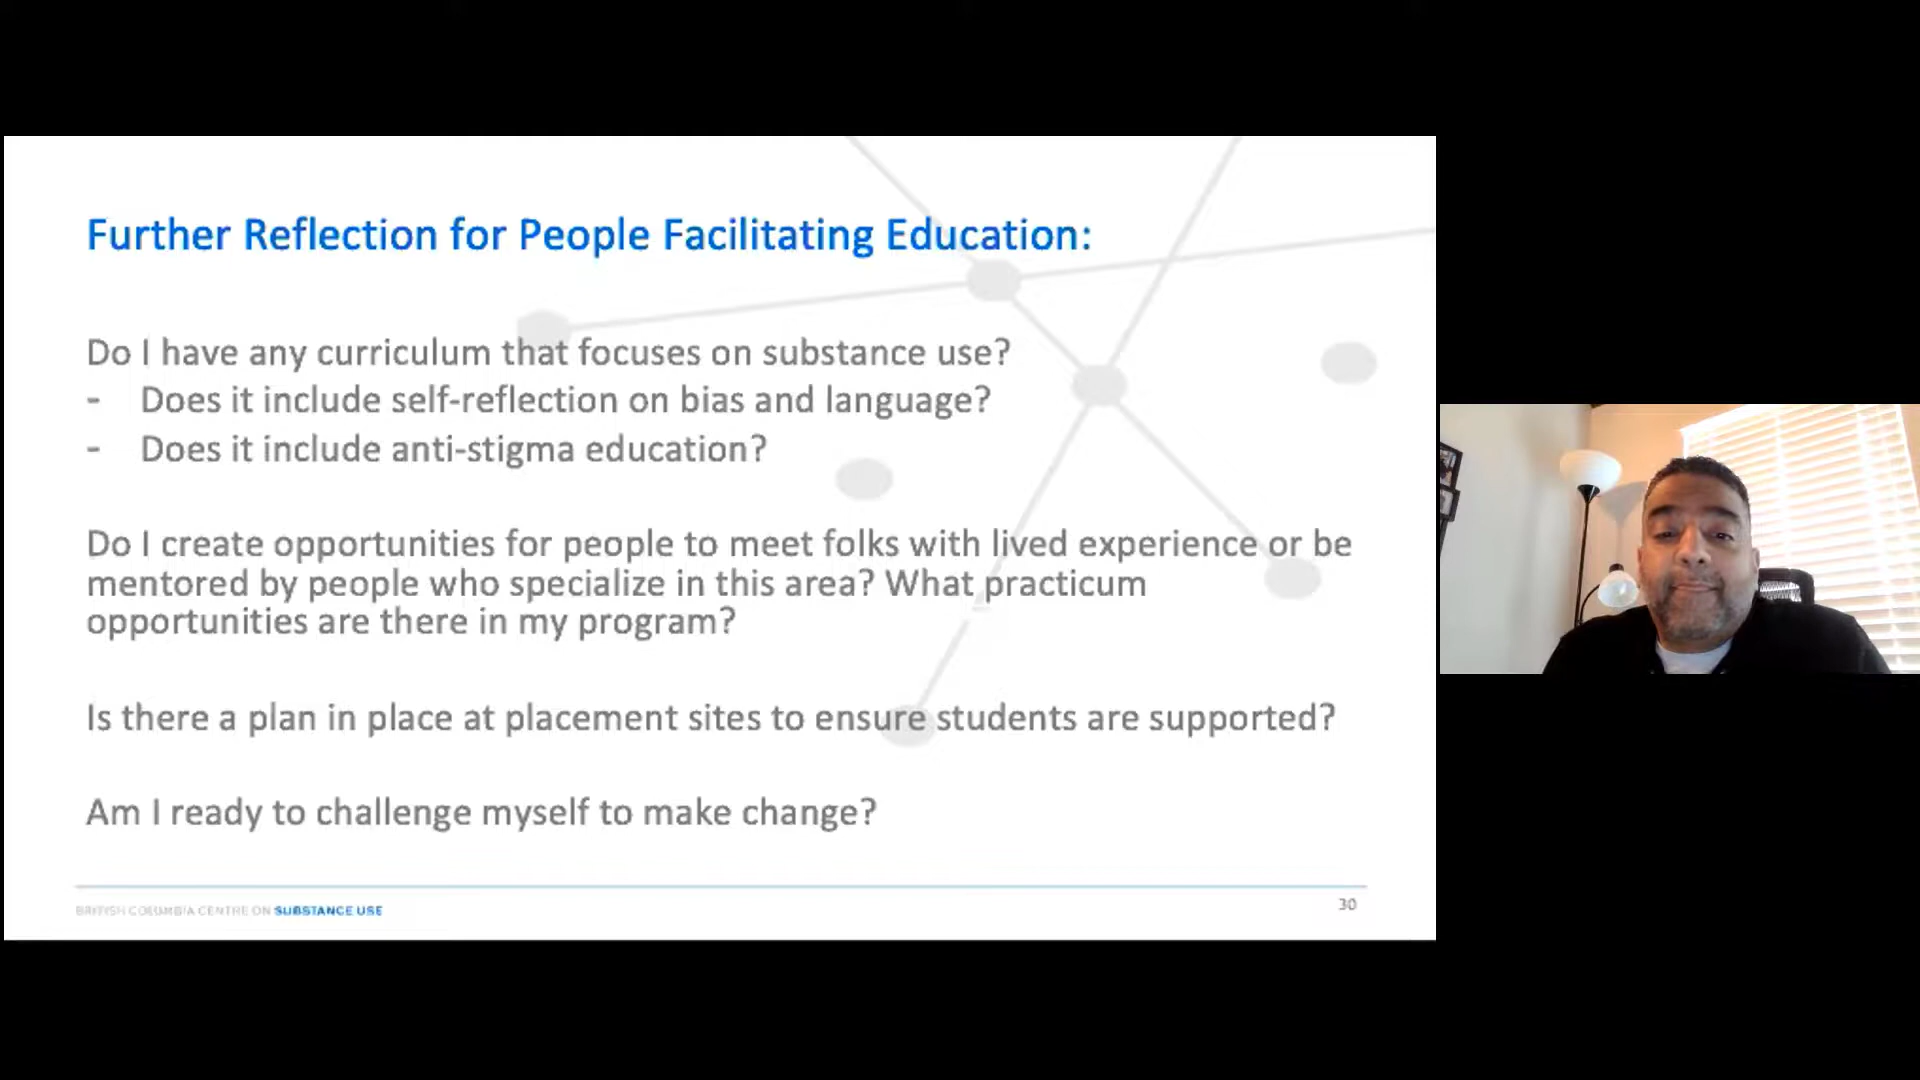 Further Reflection for People Facilitating Education:
Do I have any curriculum that focuses on substance use?
- Does it include self-reflection on bias and language?
- Does it include anti-stigma education?
Do I create opportunities for people to meet folks with lived experience or be
mentored by people who specialize in this area? What practicum
opportunities are there in my program?
Is there a plan in place at placement sites to ensure students are supported?
Am I ready to challenge myself to make change?
BRITISH COLUMBIA CENTRE ON SUBSTANCE USE
30